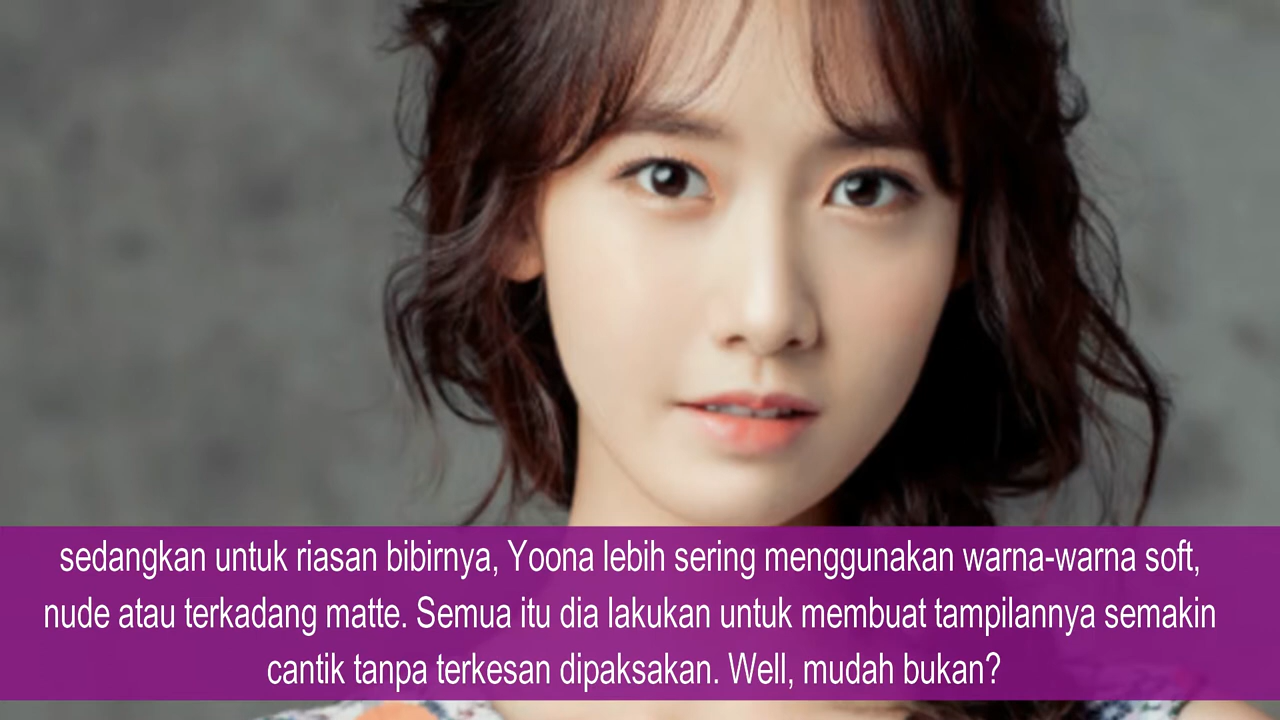 sedangkan untuk riasan bibirnya, Yoona lebih sering menggunakan warna-warna soft,
nude atau terkadang matte. Semua itu dia lakukan untuk membuat tampilannya semakin
cantik tanpa terkesan dipaksakan. Well, mudah bukan?